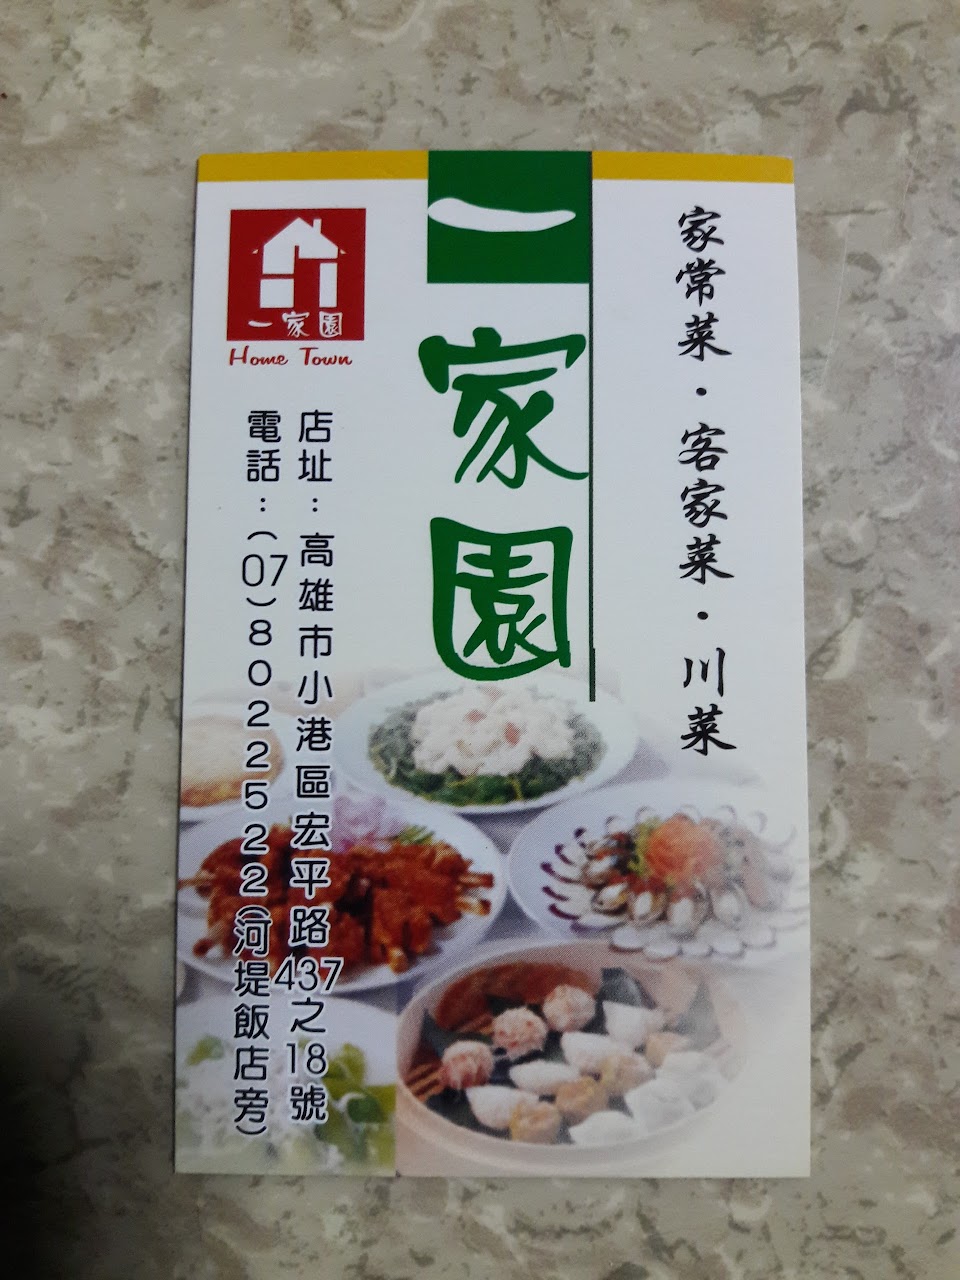 家常菜．客家菜．川菜
一家園
一家園
Home Town
店址：高雄市小港區宏平路437之18號
電話：(07)8022522(河堤飯店旁)